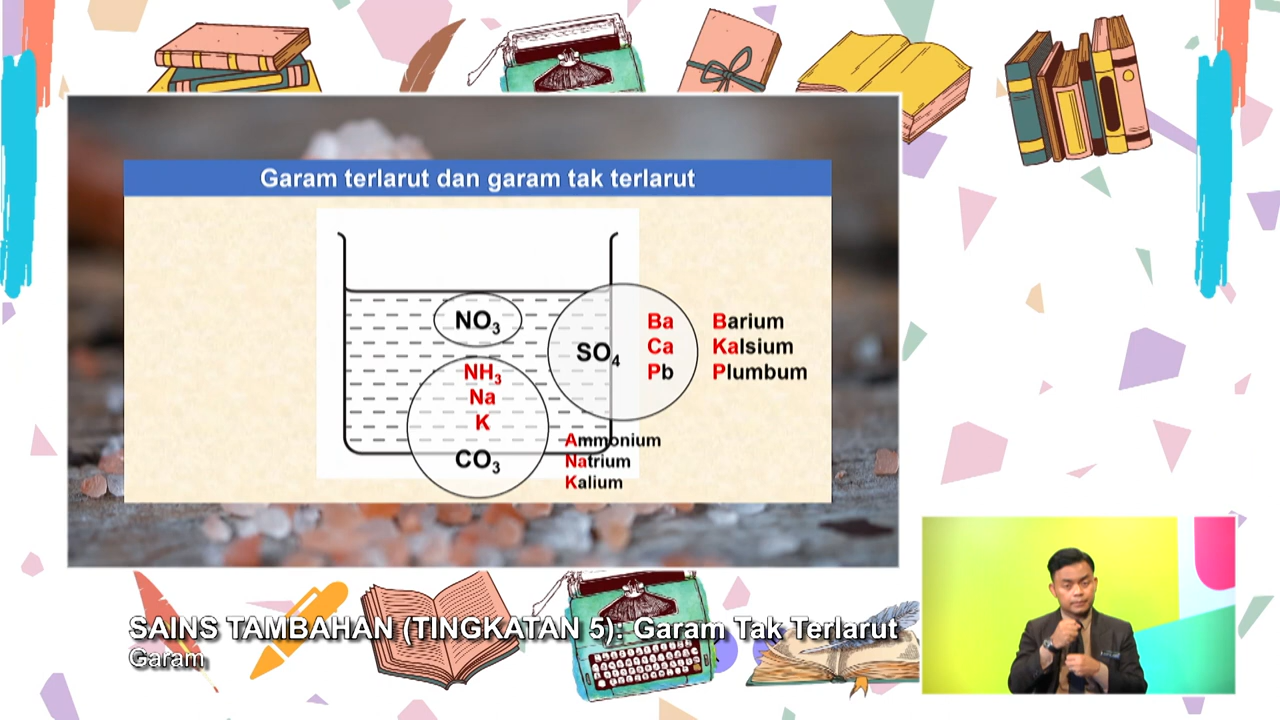 Garam terlarut dan garam tak terlarut
NO3
SO4
Ba
Ca
Pb
Barium
Kalsium
Plumbum
NH3
Na
K
CO3
Ammonium
Natrium
Kalium
SAINS TAMBAHAN (TINGKATAN 5): Garam Tak Terlarut
Garam